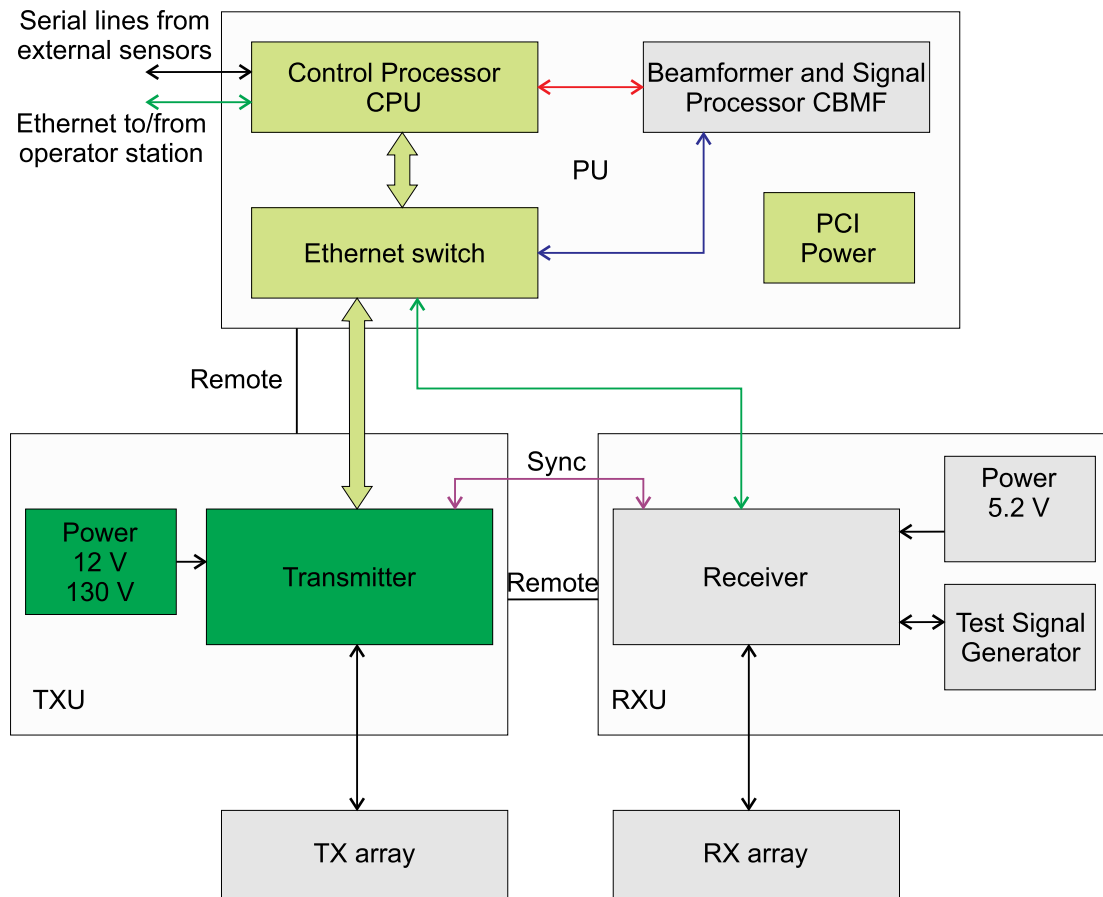 Serial lines from
external sensors
Ethernet to/from
operator station
Control Processor
CPU
Beamformer and Signal
Processor CBMF
PU
Ethernet switch
PCI
Power
Remote
Sync
Power
12 V
130 V
Transmitter
TXU
Remote
Receiver
Power
5.2 V
Test Signal
Generator
RXU
TX array
RX array